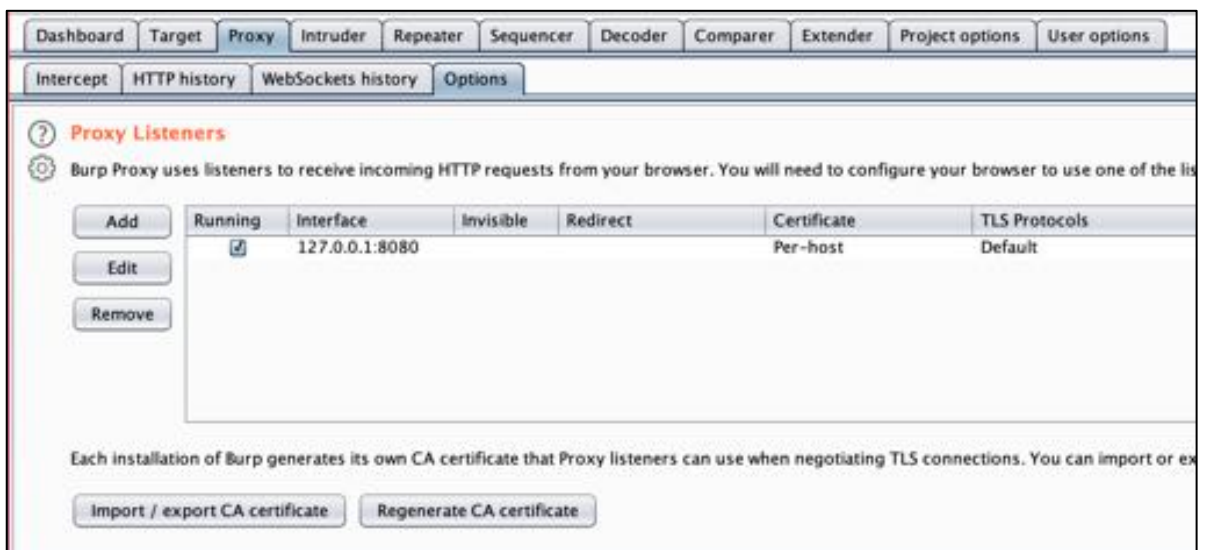 Dashboard Target Proxy Intruder Repeater Sequencer Decoder Comparer Extender Project options User options
Intercept HTTP history WebSockets history Options
Proxy Listeners
Burp Proxy uses listeners to receive incoming HTTP requests from your browser. You will need to configure your browser to use one of the lis
Add Running Interface Invisible Redirect Certificate TLS Protocols
127.0.0.1:8080 Per-host Default
Edit
Remove
Each installation of Burp generates its own CA certificate that Proxy listeners can use when negotiating TLS connections. You can import or ex
Import / export CA certificate Regenerate CA certificate